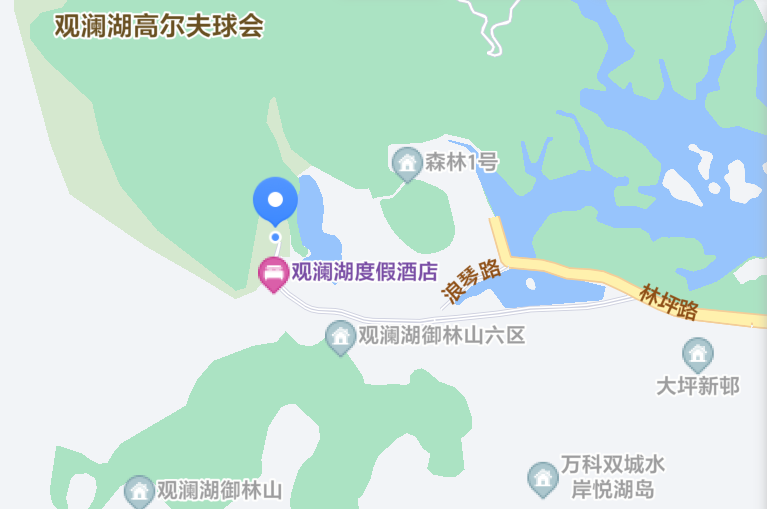 观澜湖高尔夫球会
森林1号
观澜湖度假酒店
浪琴路
林坪路
观澜湖御林山六区
大坪新邨
万科双城水
岸悦湖岛
观澜湖御林山